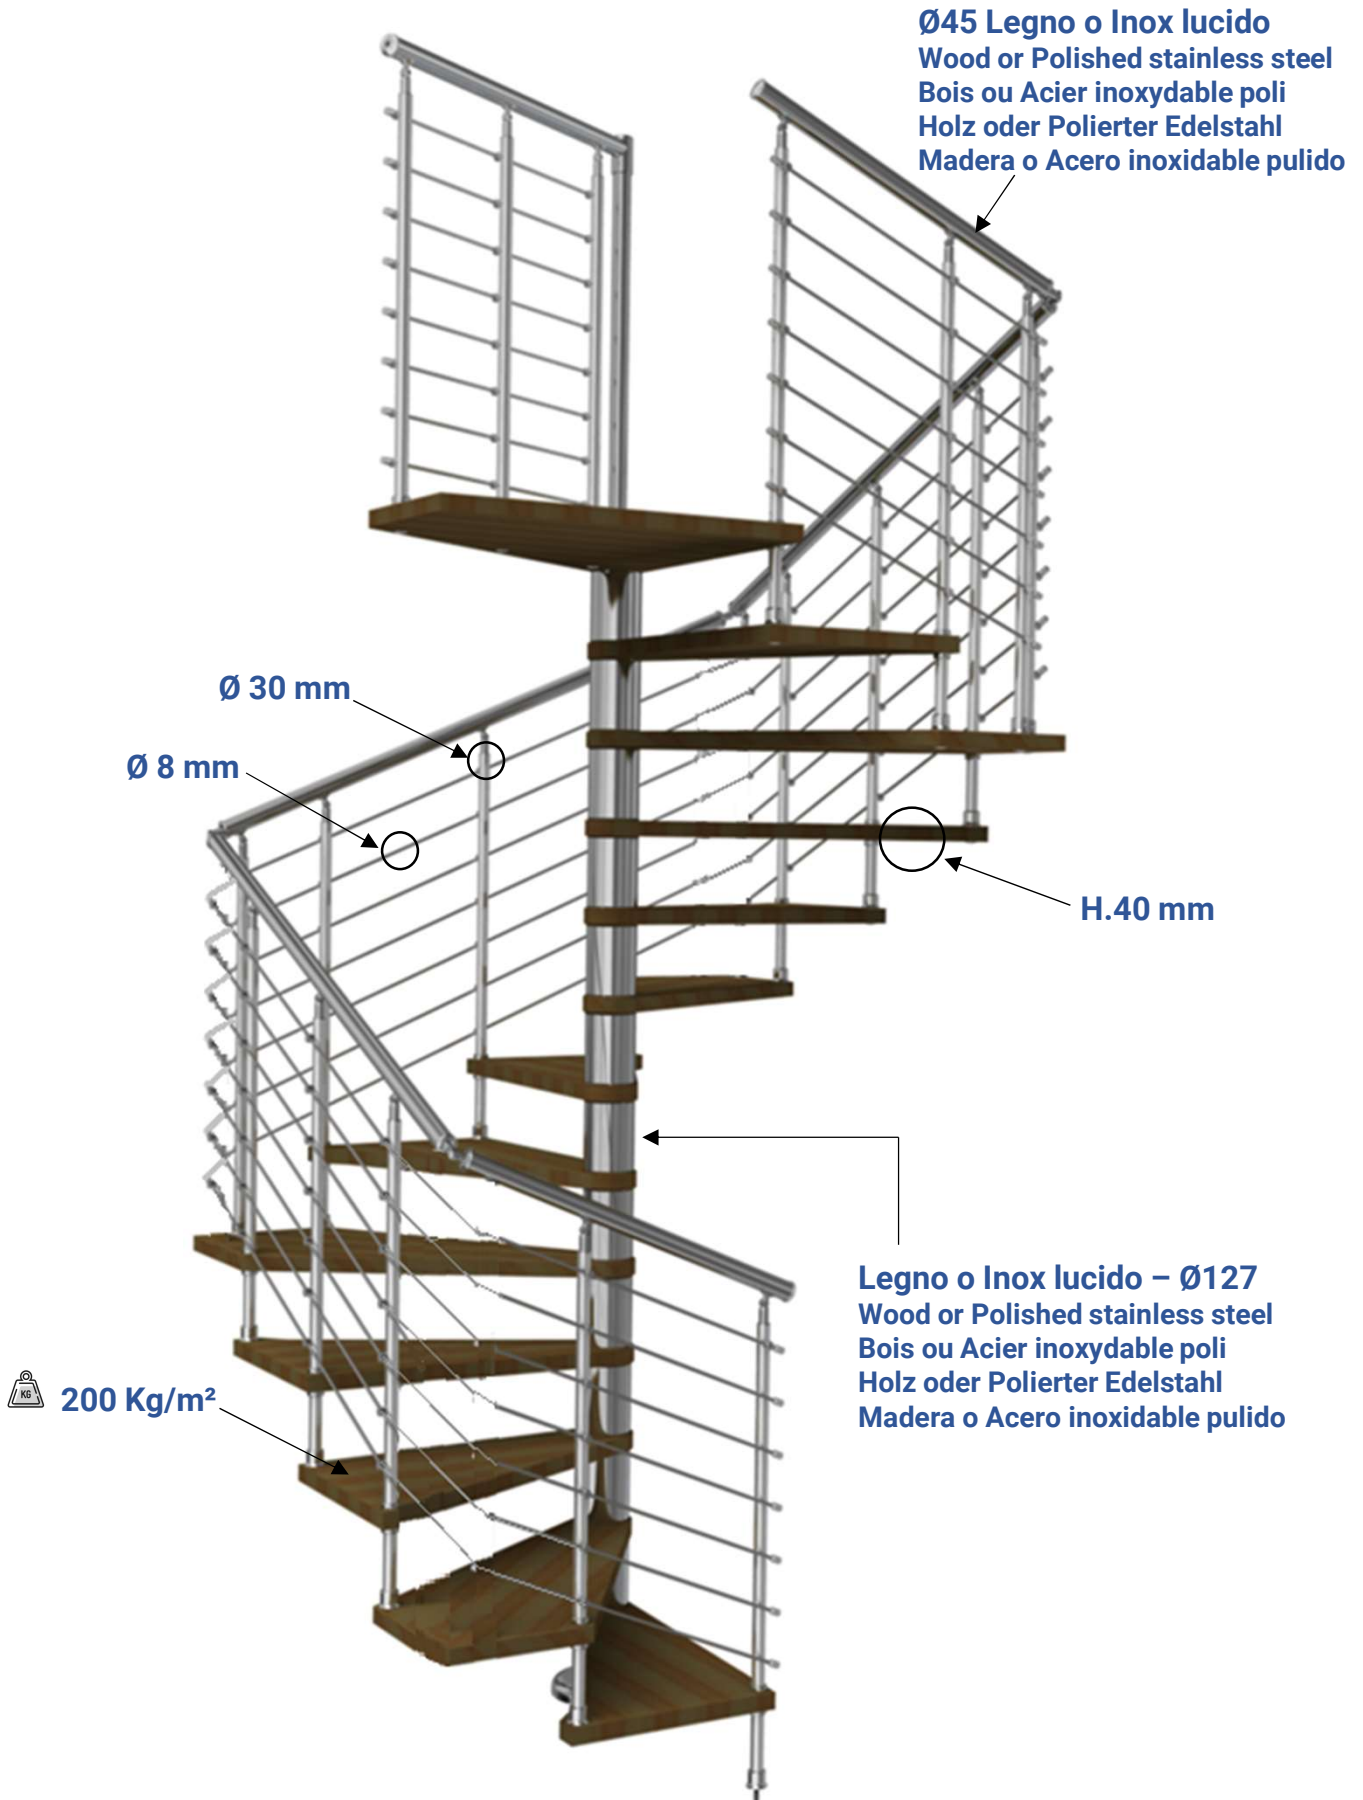 Ø45 Legno o Inox lucido
Wood or Polished stainless steel
Bois ou Acier inoxydable poli
Holz oder Polierter Edelstahl
Madera o Acero inoxidable pulido
Ø 30 mm
Ø 8 mm
H.40 mm
Legno o Inox lucido – Ø127
Wood or Polished stainless steel
Bois ou Acier inoxydable poli
Holz oder Polierter Edelstahl
Madera o Acero inoxidable pulido
KG
200 Kg/m²